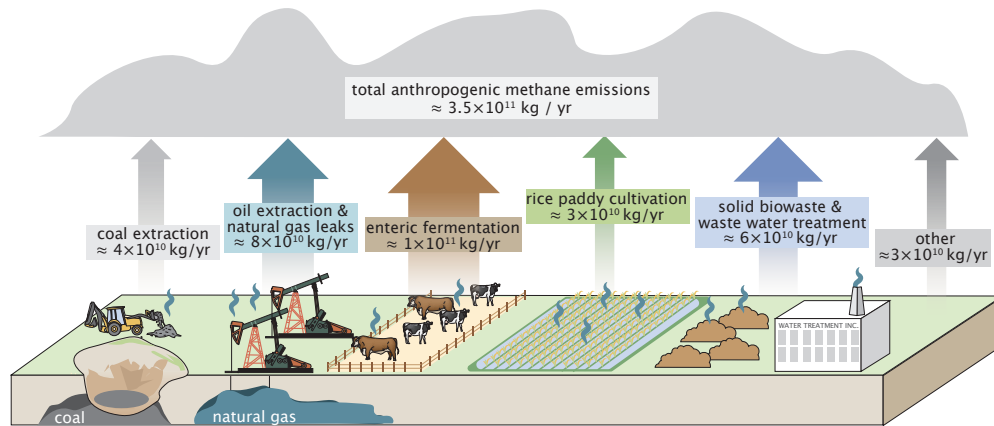 total anthropogenic methane emissions
≈ 3.5×10¹¹ kg / yr
coal extraction
≈ 4×10¹⁰ kg/yr
oil extraction &
natural gas leaks
≈ 8×10¹⁰ kg/yr
enteric fermentation
≈ 1×10¹¹ kg/yr
rice paddy cultivation
≈ 3×10¹⁰ kg/yr
solid biowaste &
waste water treatment
≈ 6×10¹⁰ kg/yr
other
≈3×10¹⁰ kg/yr
WATER TREATMENT INC.
coal
natural gas